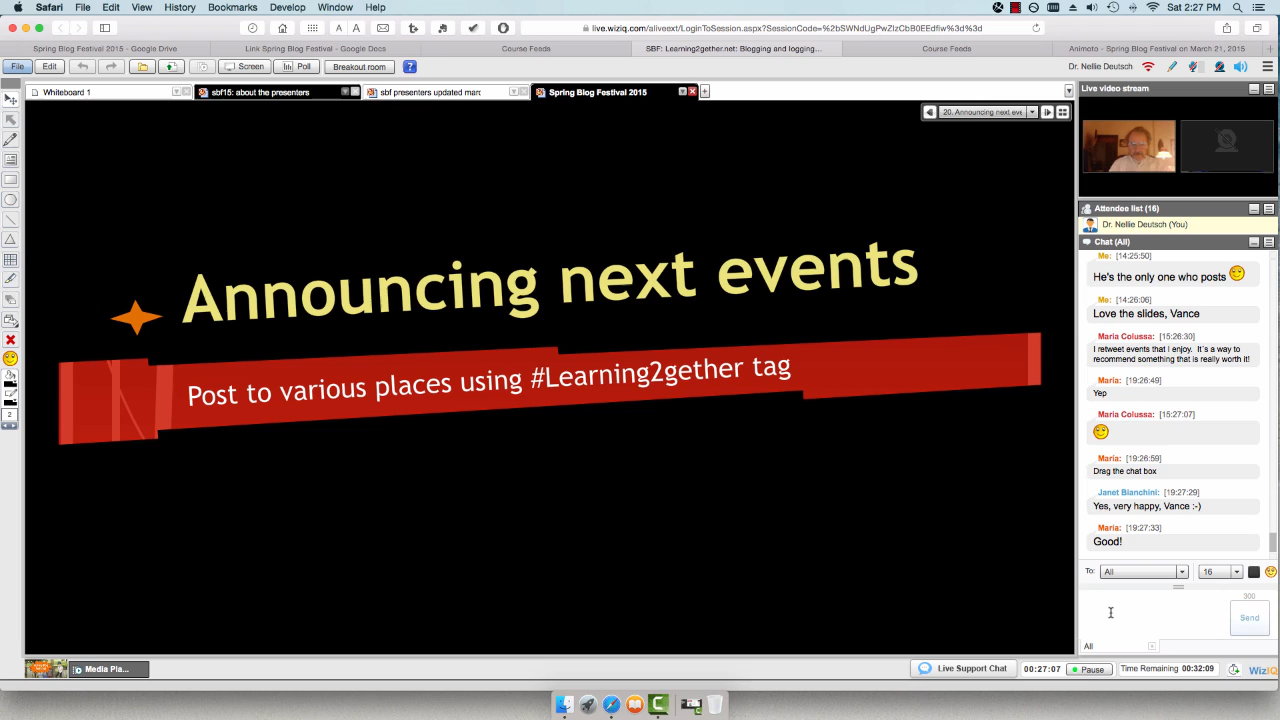 Safari File Edit View History Bookmarks Develop Window Help
Sat 2:27 PM
live.wiziq.com/aliveext/LoginToSession.aspx?SessionCode=%2bSWNdUgPwZIzCbB0EEdfiw%3d%3d
Spring Blog Festival 2015 - Google Drive
Link Spring Blog Festival - Google Docs
Course Feeds
SBF: Learning2gether.net: Blogging and logging...
Course Feeds
Animoto - Spring Blog Festival on March 21, 2015
File Edit Screen Poll Breakout room ?
Dr. Nellie Deutsch
Whiteboard 1
sbf15: about the presenters
sbf presenters updated marc
Spring Blog Festival 2015
20. Announcing next eve
Announcing next events
Post to various places using #Learning2gether tag
Live video stream
Attendee list (16)
Dr. Nellie Deutsch (You)
Chat (All)
Me: [14:25:50]
He's the only one who posts
Me: [14:26:06]
Love the slides, Vance
Maria Colussa: [15:26:30]
I retweet events that I enjoy. It's a way to
recommend something that is really worth it!
Maria: [19:26:49]
Yep
Maria Colussa: [15:27:07]
Maria: [19:26:59]
Drag the chat box
Janet Bianchini: [19:27:29]
Yes, very happy, Vance :-)
Maria: [19:27:33]
Good!
To: All 16
300
Send
All
2
Media Pla...
Live Support Chat
00:27:07
Pause
Time Remaining 00:32:09
WizIQ